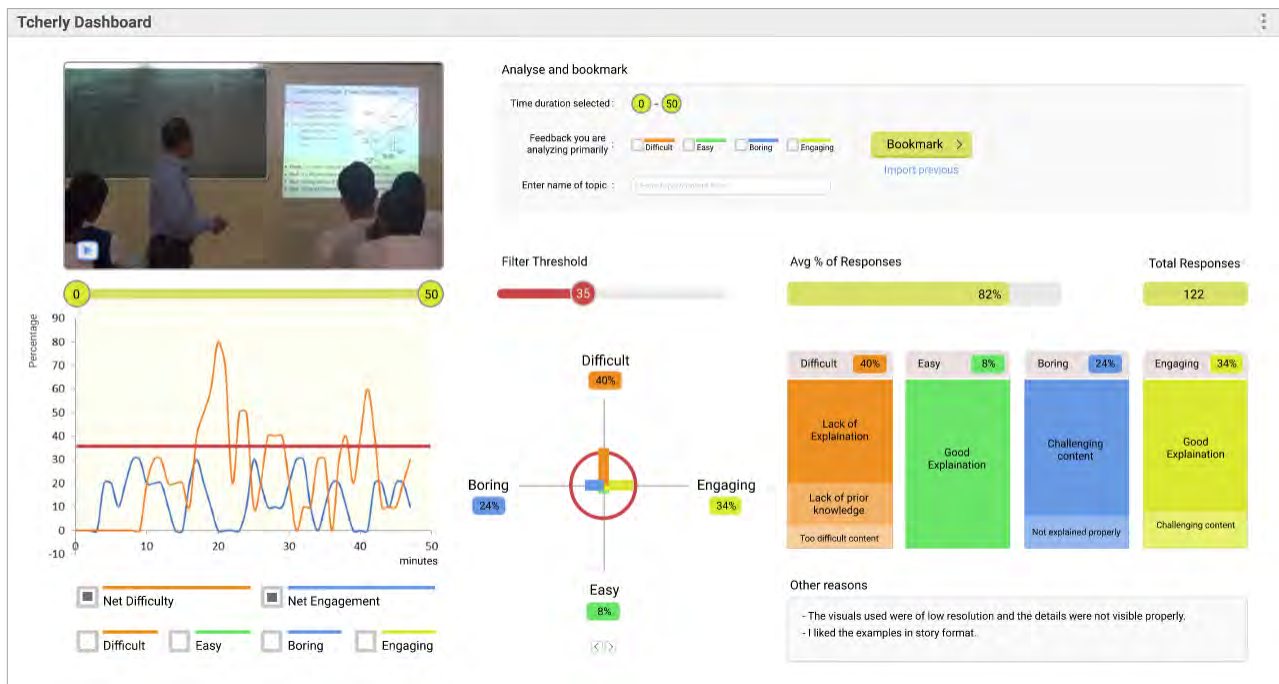 Tcherly Dashboard
Analyse and bookmark
Time duration selected :
0 - 50
Feedback you are
analyzing primarily :
Difficult
Easy
Boring
Engaging
Bookmark >
Import previous
Enter name of topic :
0
50
Filter Threshold
35
Avg % of Responses
82%
Total Responses
122
Percentage
90
80
70
60
50
40
30
20
10
0
-10
0 10 20 30 40 50
minutes
Net Difficulty
Net Engagement
Difficult
Easy
Boring
Engaging
Difficult
40%
Boring
24%
Engaging
34%
Easy
8%
< >
Difficult 40%
Lack of
Explaination
Lack of prior
knowledge
Too difficult content
Easy 8%
Good
Explaination
Boring 24%
Challenging
content
Not explained properly
Engaging 34%
Good
Explaination
Challenging content
Other reasons
- The visuals used were of low resolution and the details were not visible properly.
- I liked the examples in story format.